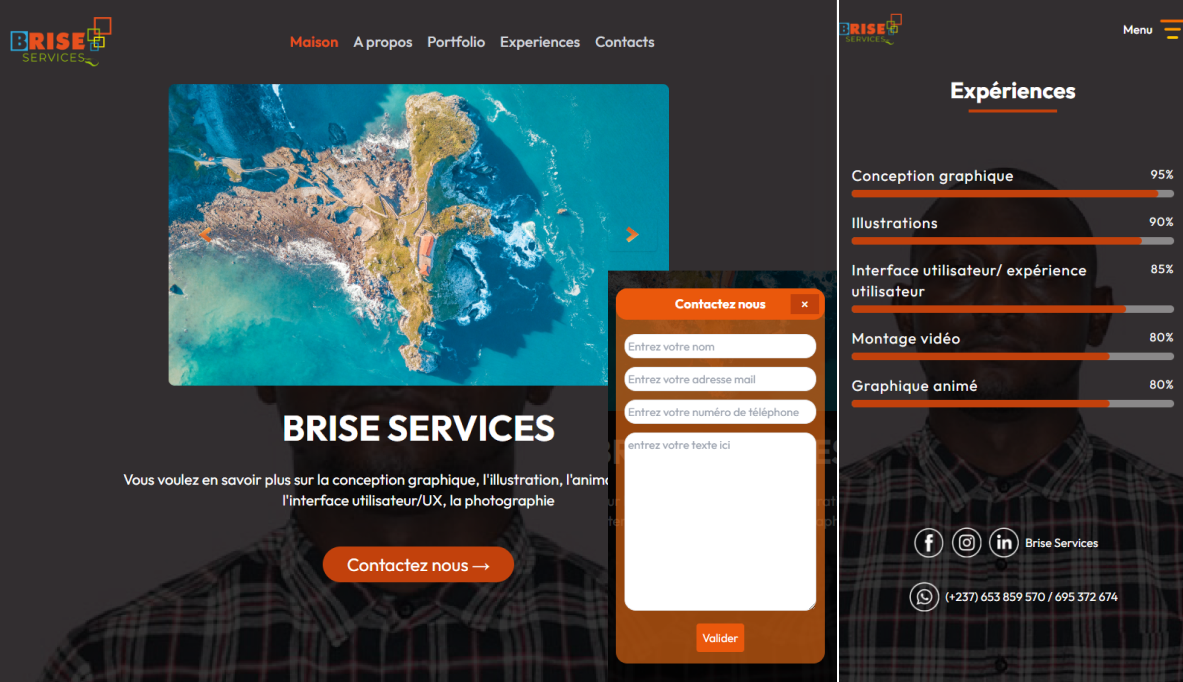 BRISE
SERVICES
Maison A propos Portfolio Experiences Contacts
BRISE SERVICES
Vous voulez en savoir plus sur la conception graphique, l'illustration, l'anim
l'interface utilisateur/UX, la photographie
Contactez nous →
Contactez nous ×
Entrez votre nom
Entrez votre adresse mail
Entrez votre numéro de téléphone
entrez votre texte ici
Valider
BRISE
SERVICES
Menu
Expériences
Conception graphique 95%
Illustrations 90%
Interface utilisateur/ expérience 85%
utilisateur
Montage vidéo 80%
Graphique animé 80%
Brise Services
(+237) 653 859 570 / 695 372 674